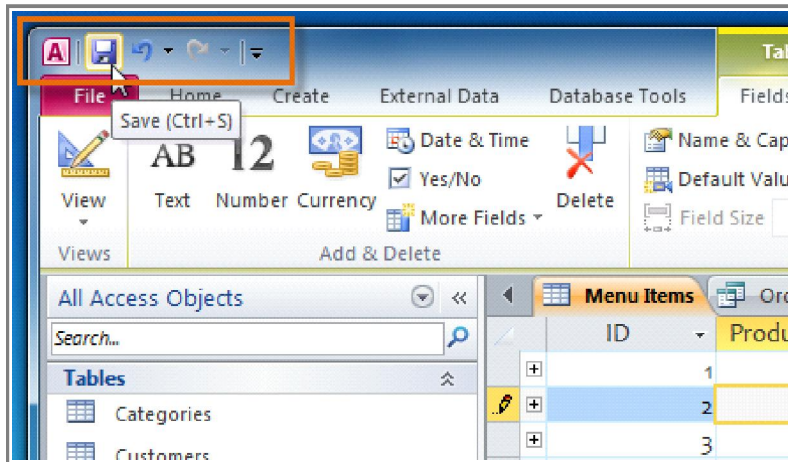 A
Tal
File Home Create External Data Database Tools Fields
Save (Ctrl+S)
AB 12
Date & Time
Name & Cap
Yes/No
Default Valu
View Text Number Currency
More Fields
Delete
Field Size
Views Add & Delete
All Access Objects
Menu Items
Ord
Search...
ID
Produ
1
Tables
Categories
2
Customers
3